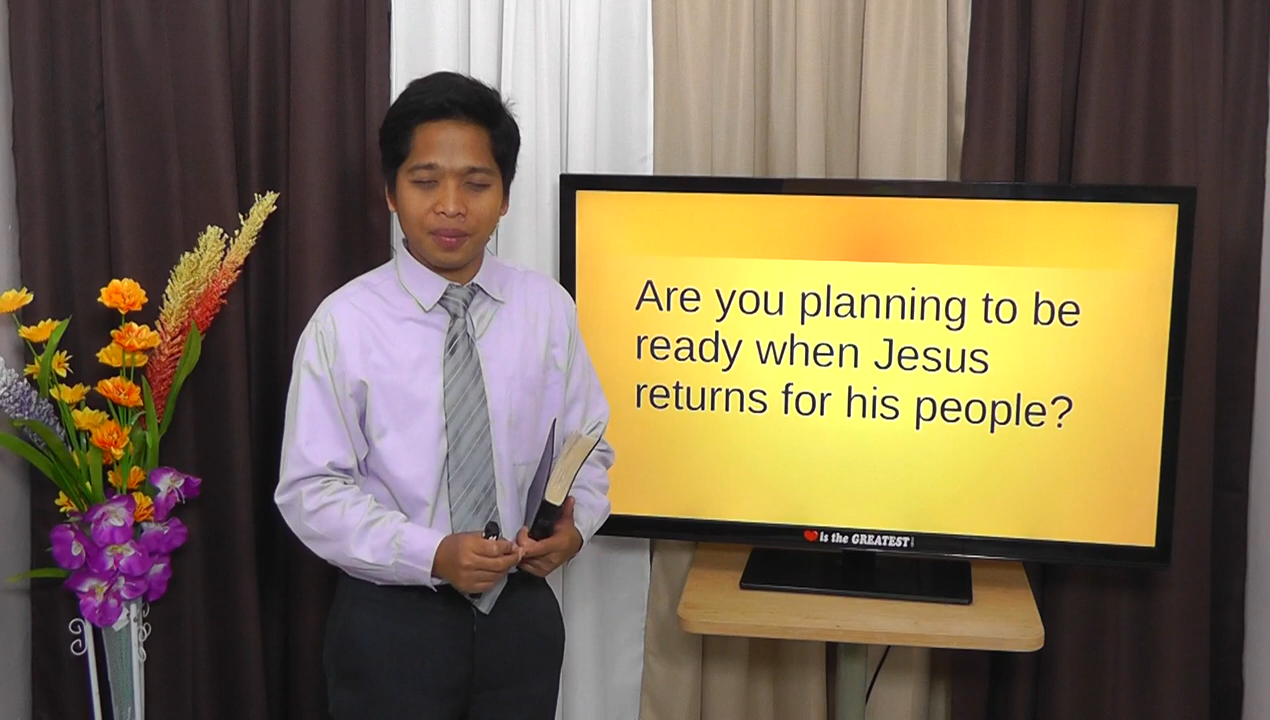 Are you planning to be
ready when Jesus
returns for his people?
is the GREATEST